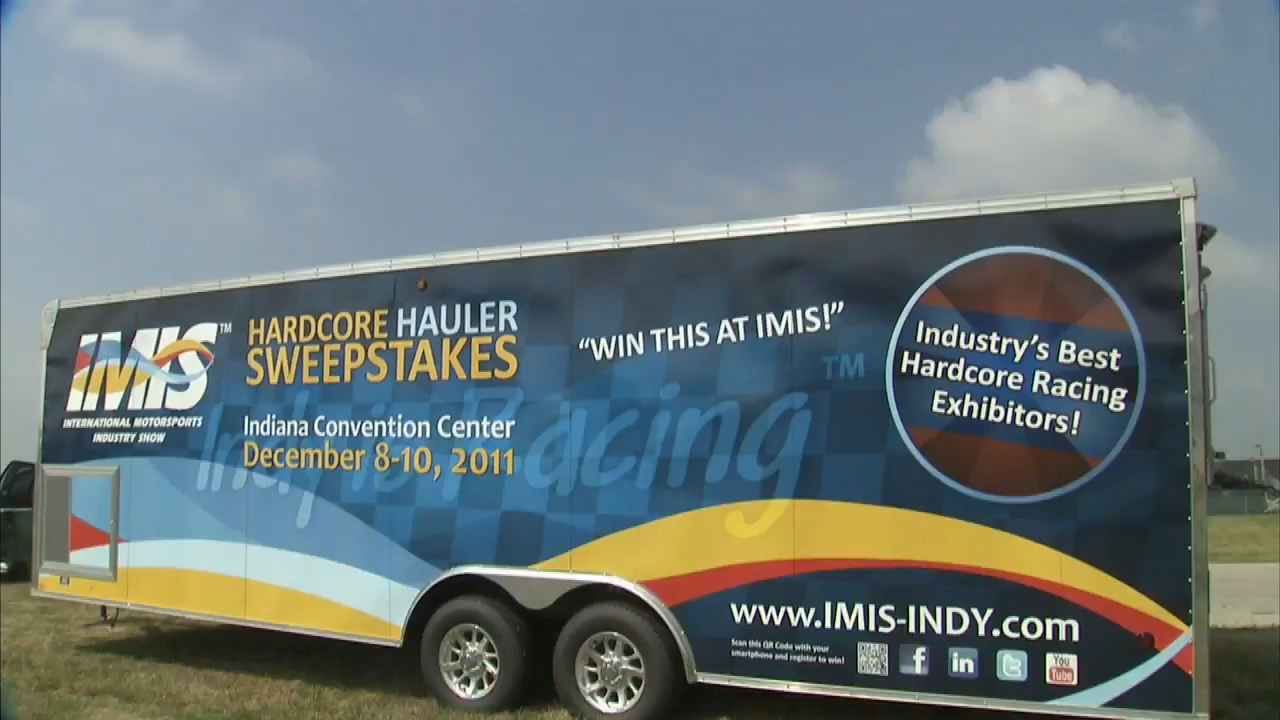 IMIS™
INTERNATIONAL MOTORSPORTS
INDUSTRY SHOW
HARDCORE HAULER
SWEEPSTAKES
Indiana Convention Center
December 8-10, 2011
Indy is Racing™
“WIN THIS AT IMIS!”
Industry's Best
Hardcore Racing
Exhibitors!
www.IMIS-INDY.com
Scan this QR Code with your
smartphone and register to win!
f
in
t
You
Tube